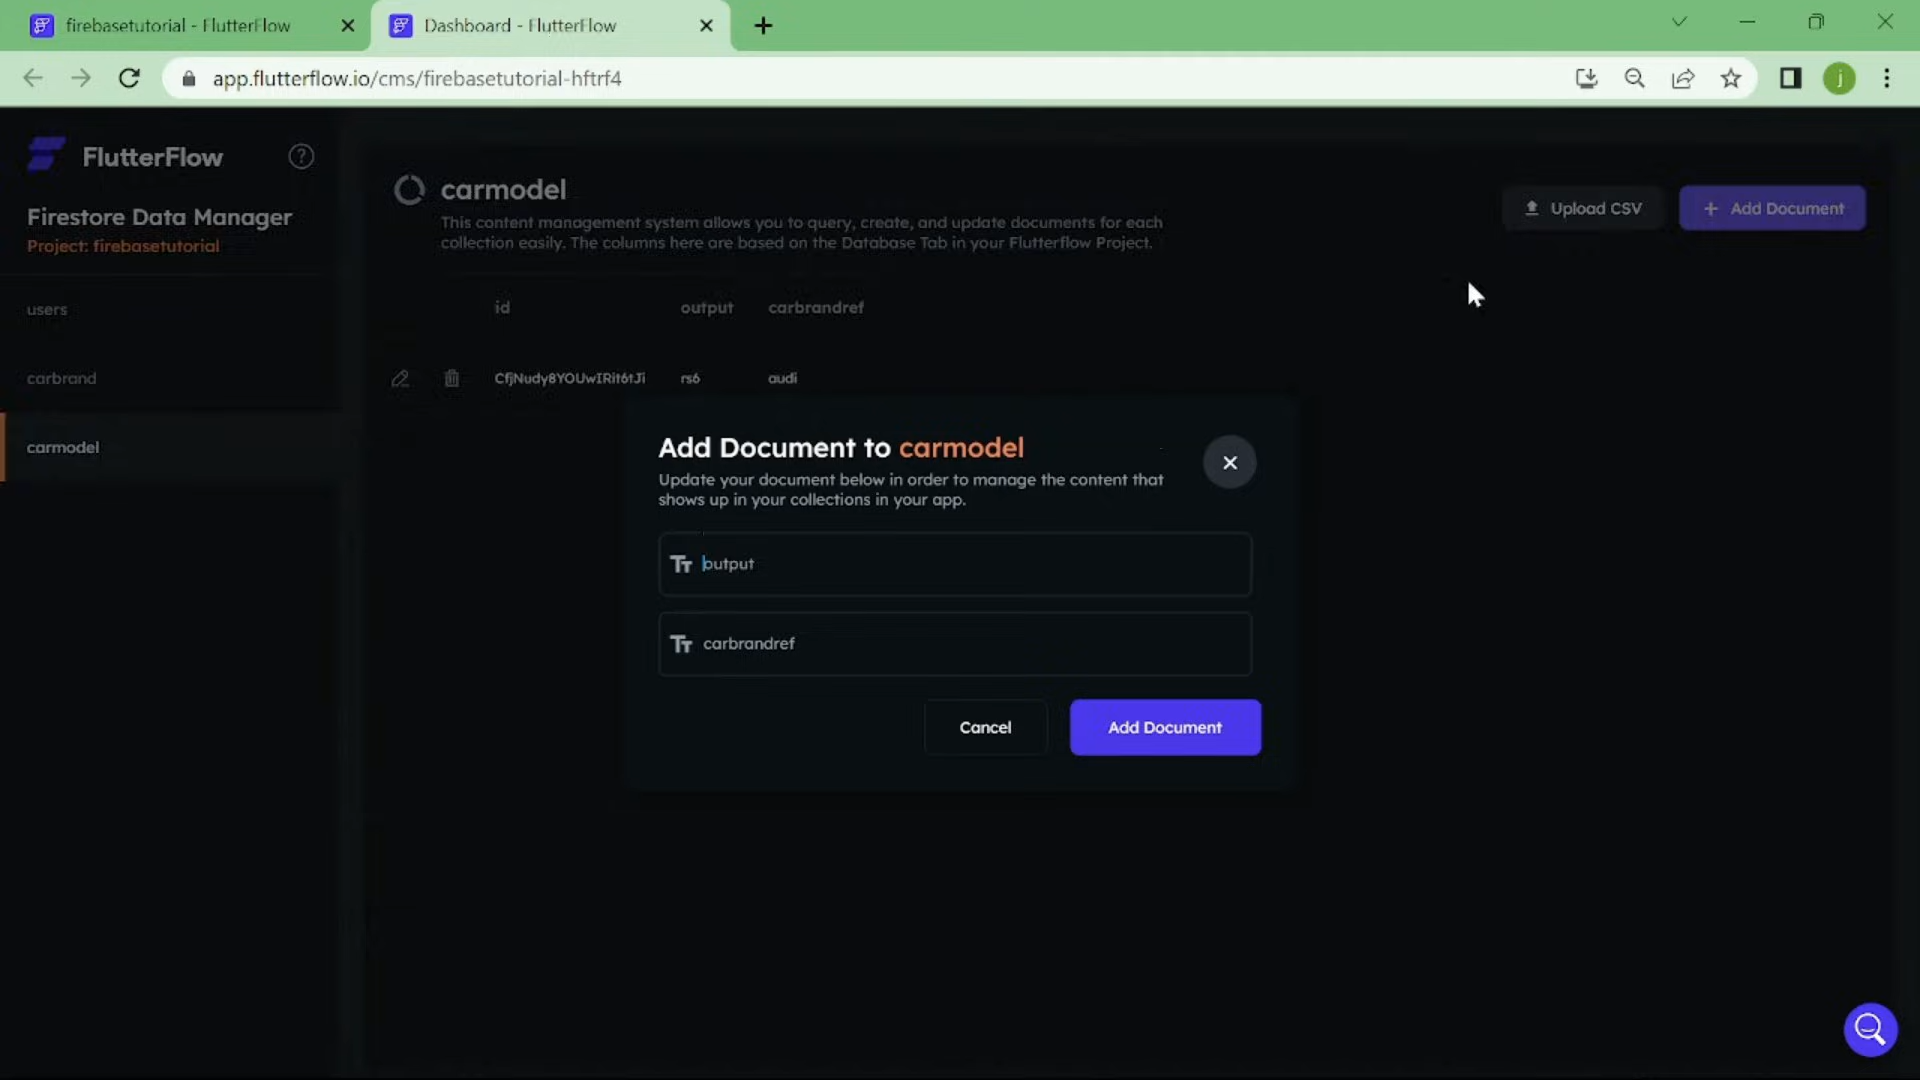 firebasetutorial - FlutterFlow
Dashboard - FlutterFlow
app.flutterflow.io/cms/firebasetutorial-hftrf4
j
FlutterFlow
?
Firestore Data Manager
Project: firebasetutorial
users
carbrand
carmodel
carmodel
This content management system allows you to query, create, and update documents for each
collection easily. The columns here are based on the Database Tab in your Flutterflow Project.
Upload CSV
+ Add Document
id output carbrandref
CfjNudy8YOUwIRit6tJi rs6 audi
Add Document to carmodel
Update your document below in order to manage the content that
shows up in your collections in your app.
Tt output
Tt carbrandref
Cancel
Add Document